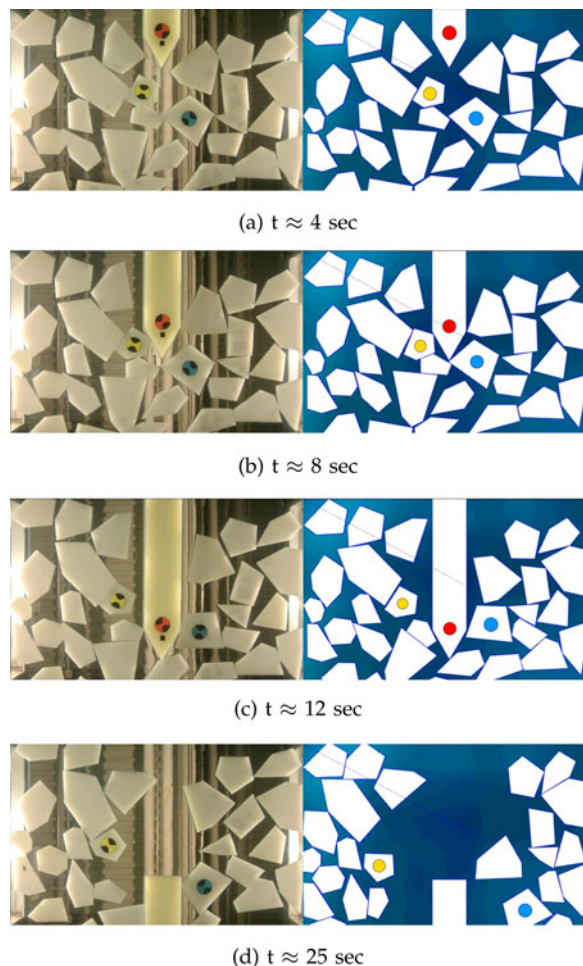 (a) t ≈ 4 sec
(b) t ≈ 8 sec
(c) t ≈ 12 sec
(d) t ≈ 25 sec